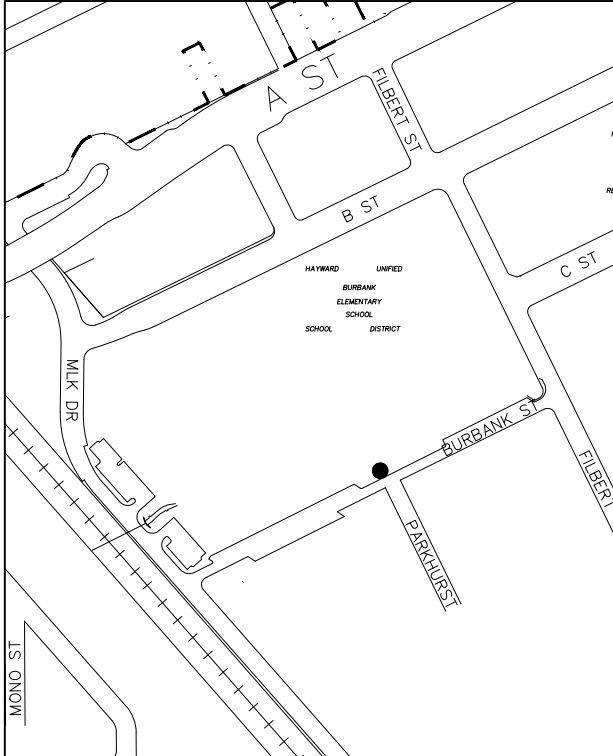 A ST
FILBERT ST
B ST
C ST
HAYWARD UNIFIED
BURBANK
ELEMENTARY
SCHOOL
SCHOOL DISTRICT
MLK DR
BURBANK ST
FILBERT
PARKHURST
MONO ST